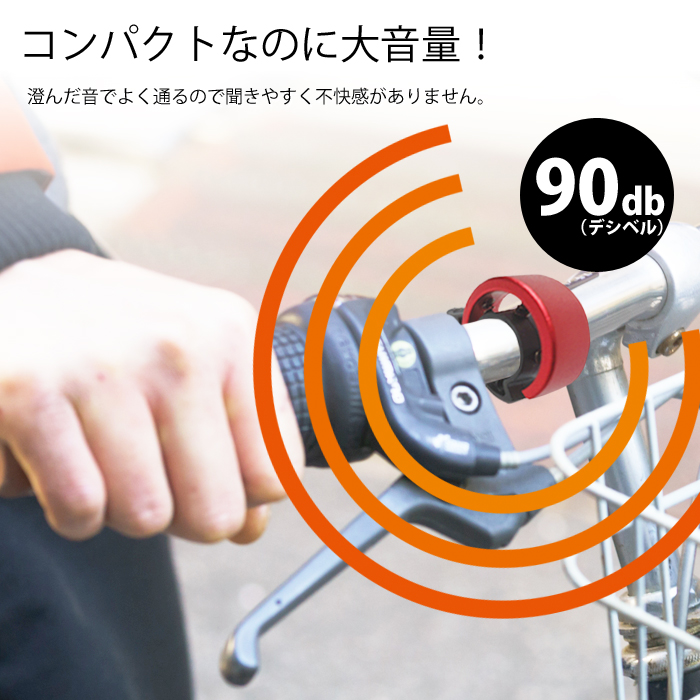 コンパクトなのに大音量！
澄んだ音でよく通るので聞きやすく不快感がありません。
90db
（デシベル）